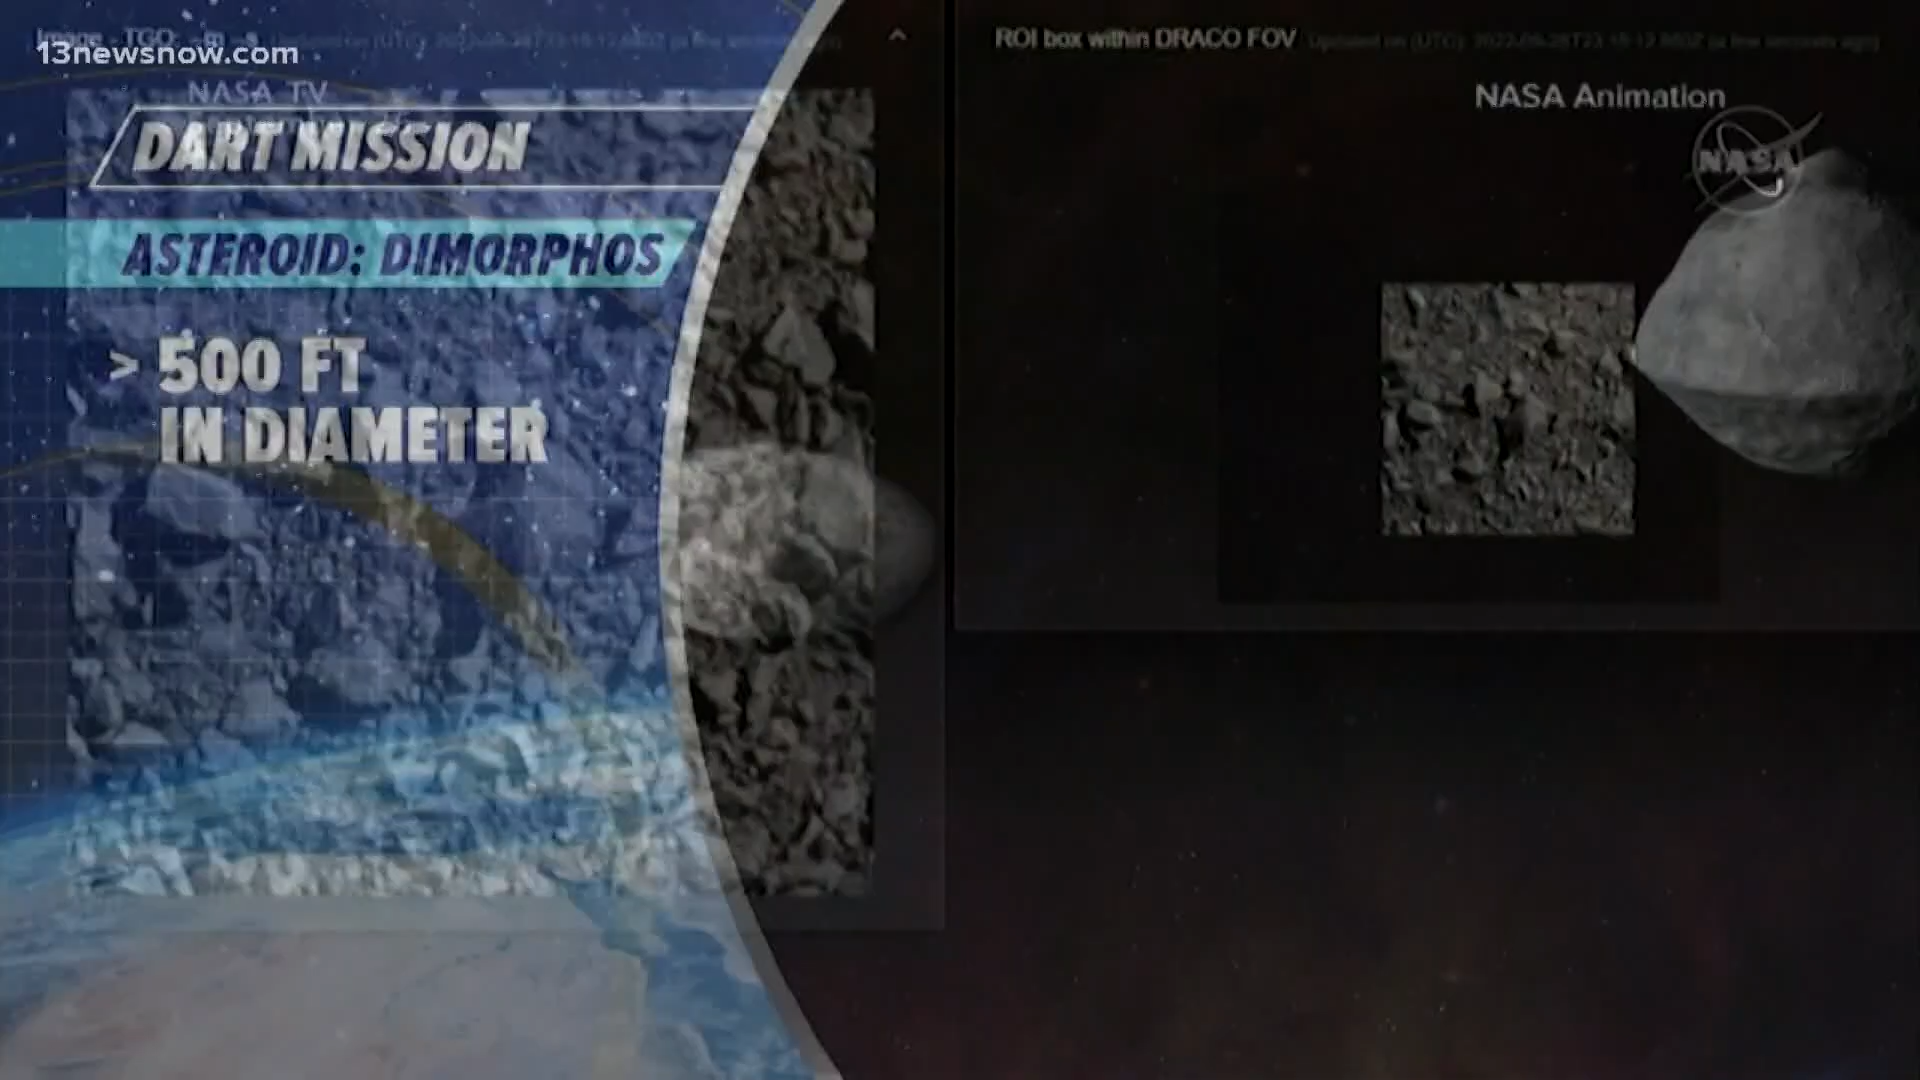 13newsnow.com
NASA TV
DART MISSION
ASTEROID: DIMORPHOS
> 500 FT
IN DIAMETER
ROI box within DRACO FOV
NASA Animation
NASA